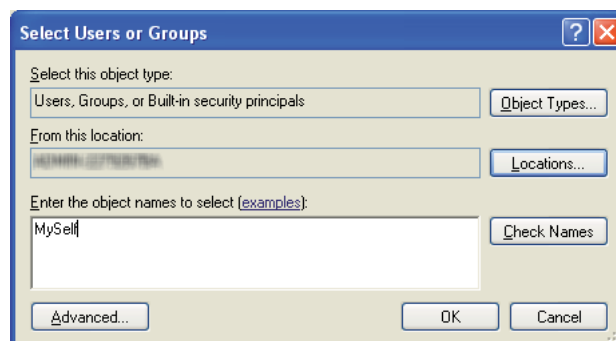 Select Users or Groups
Select this object type:
Users, Groups, or Built-in security principals
Object Types...
From this location:
Locations...
Enter the object names to select (examples):
MySelf
Check Names
Advanced...
OK
Cancel